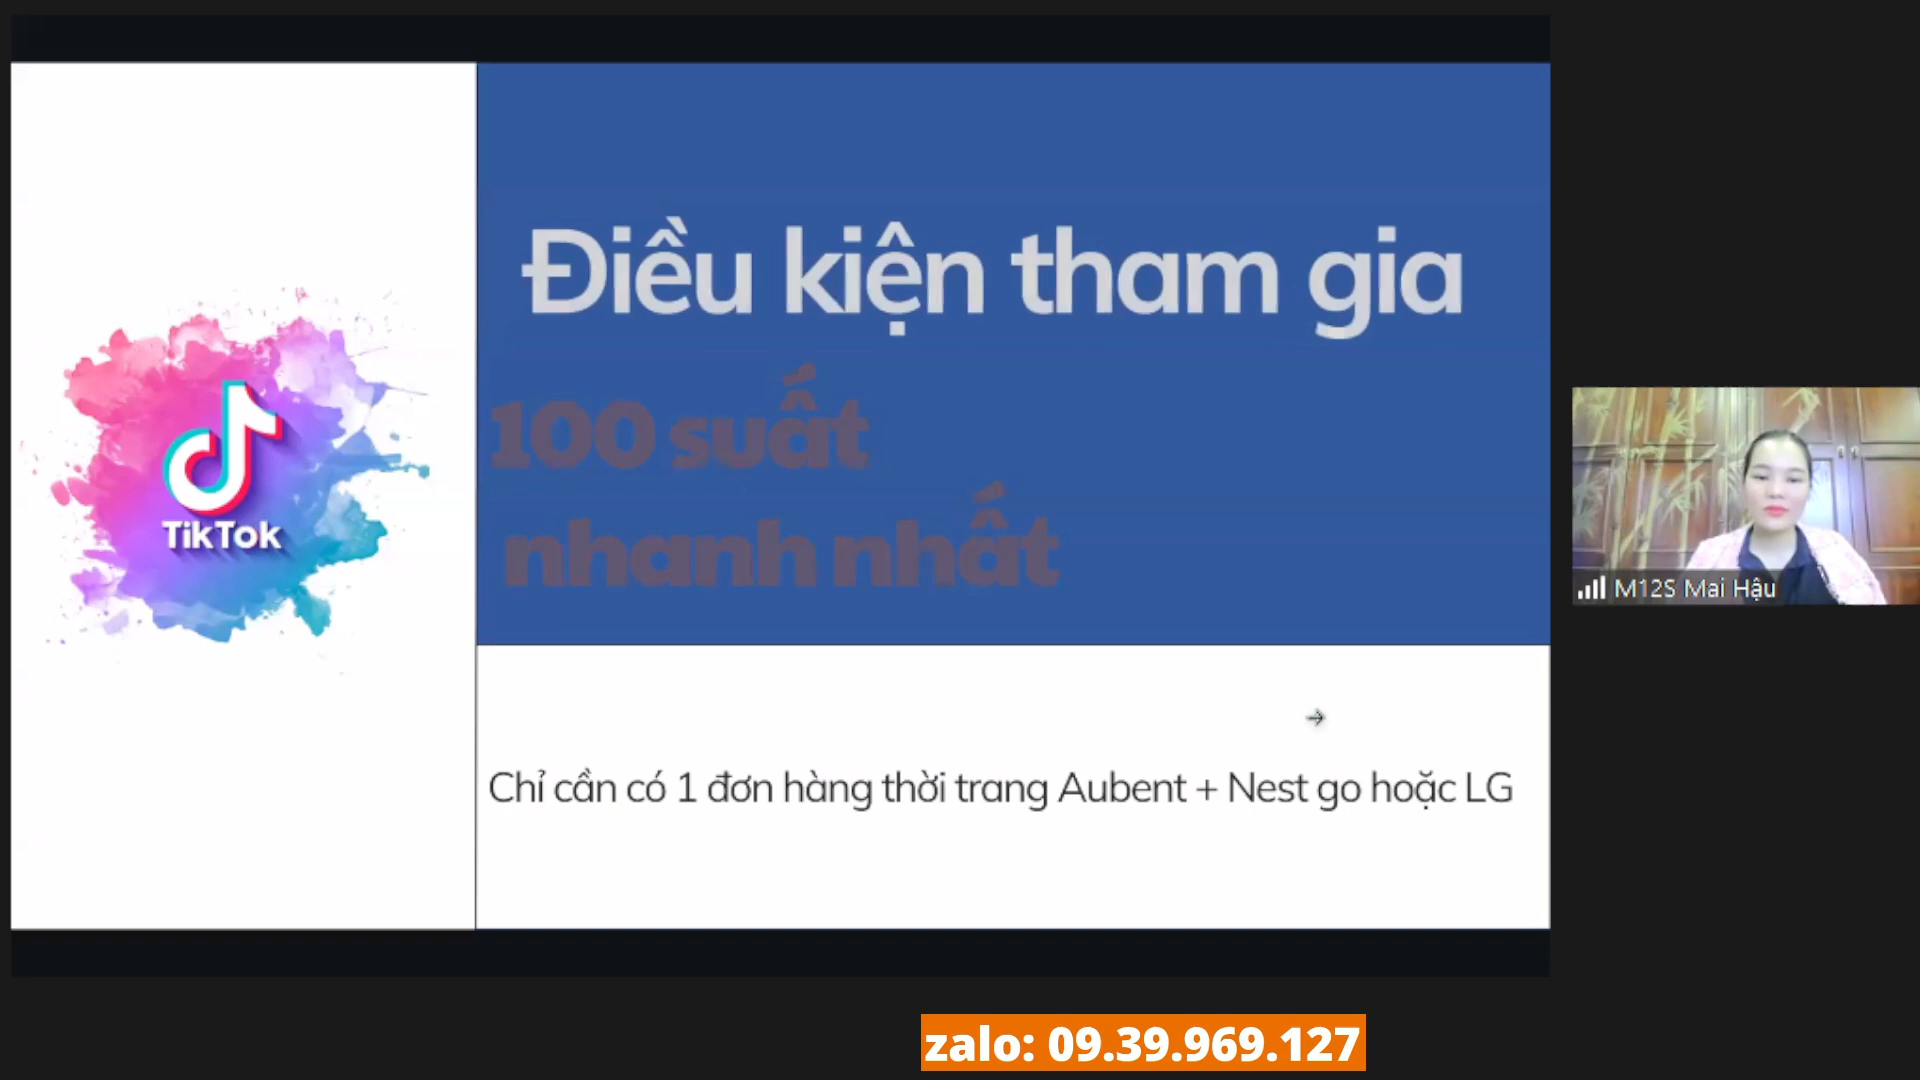 TikTok
Điều kiện tham gia
100 suất
nhanh nhất
Chỉ cần có 1 đơn hàng thời trang Aubent + Nest go hoặc LG
M12S Mai Hậu
zalo: 09.39.969.127